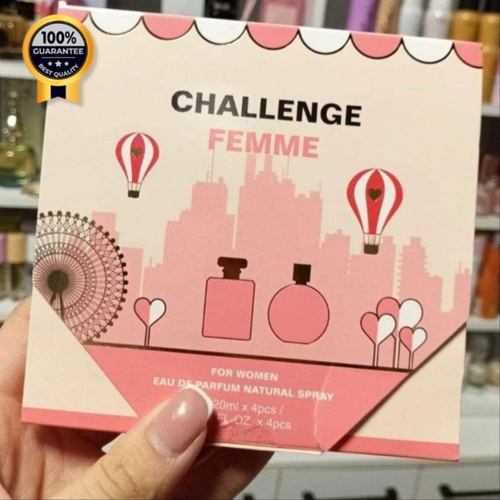 100%
GUARANTEE
BEST QUALITY
CHALLENGE
FEMME
FOR WOMEN
EAU DE PARFUM NATURAL SPRAY
20ml x 4pcs /
FL. OZ. x 4pcs